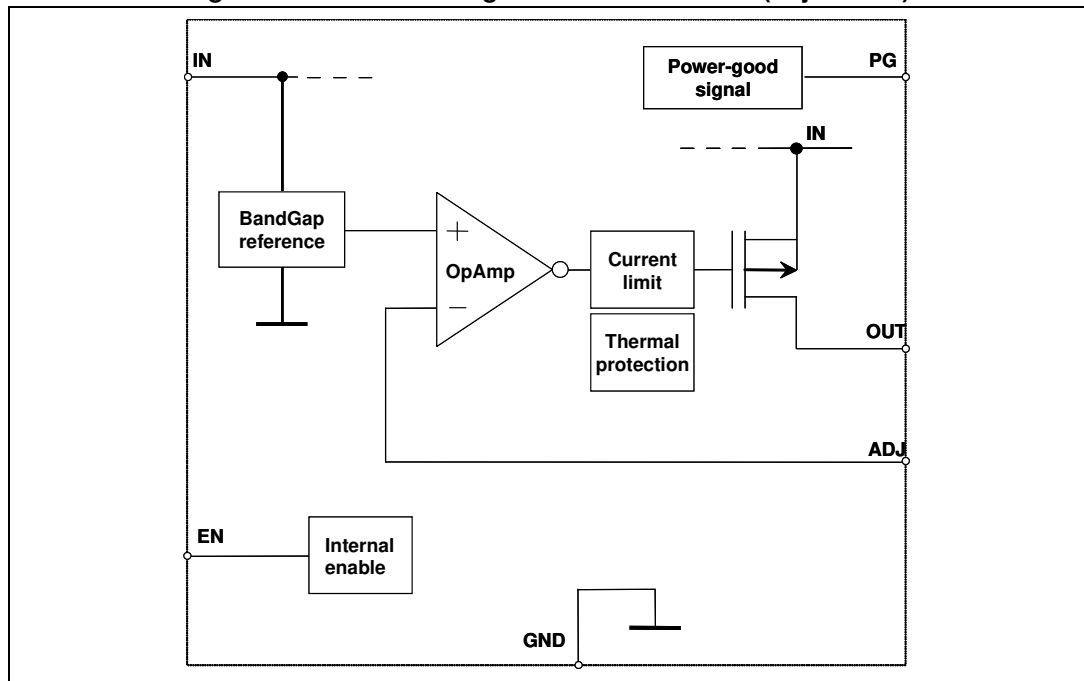 IN
PG
Power-good
signal
IN
BandGap
reference
+
OpAmp
−
Current
limit
Thermal
protection
OUT
ADJ
EN
Internal
enable
GND